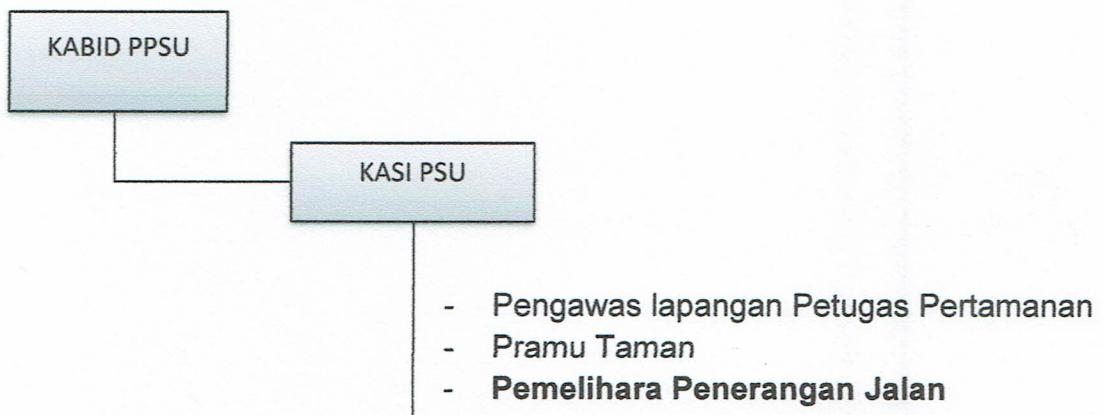 KABID PPSU
KASI PSU
- Pengawas lapangan Petugas Pertamanan
- Pramu Taman
- Pemelihara Penerangan Jalan